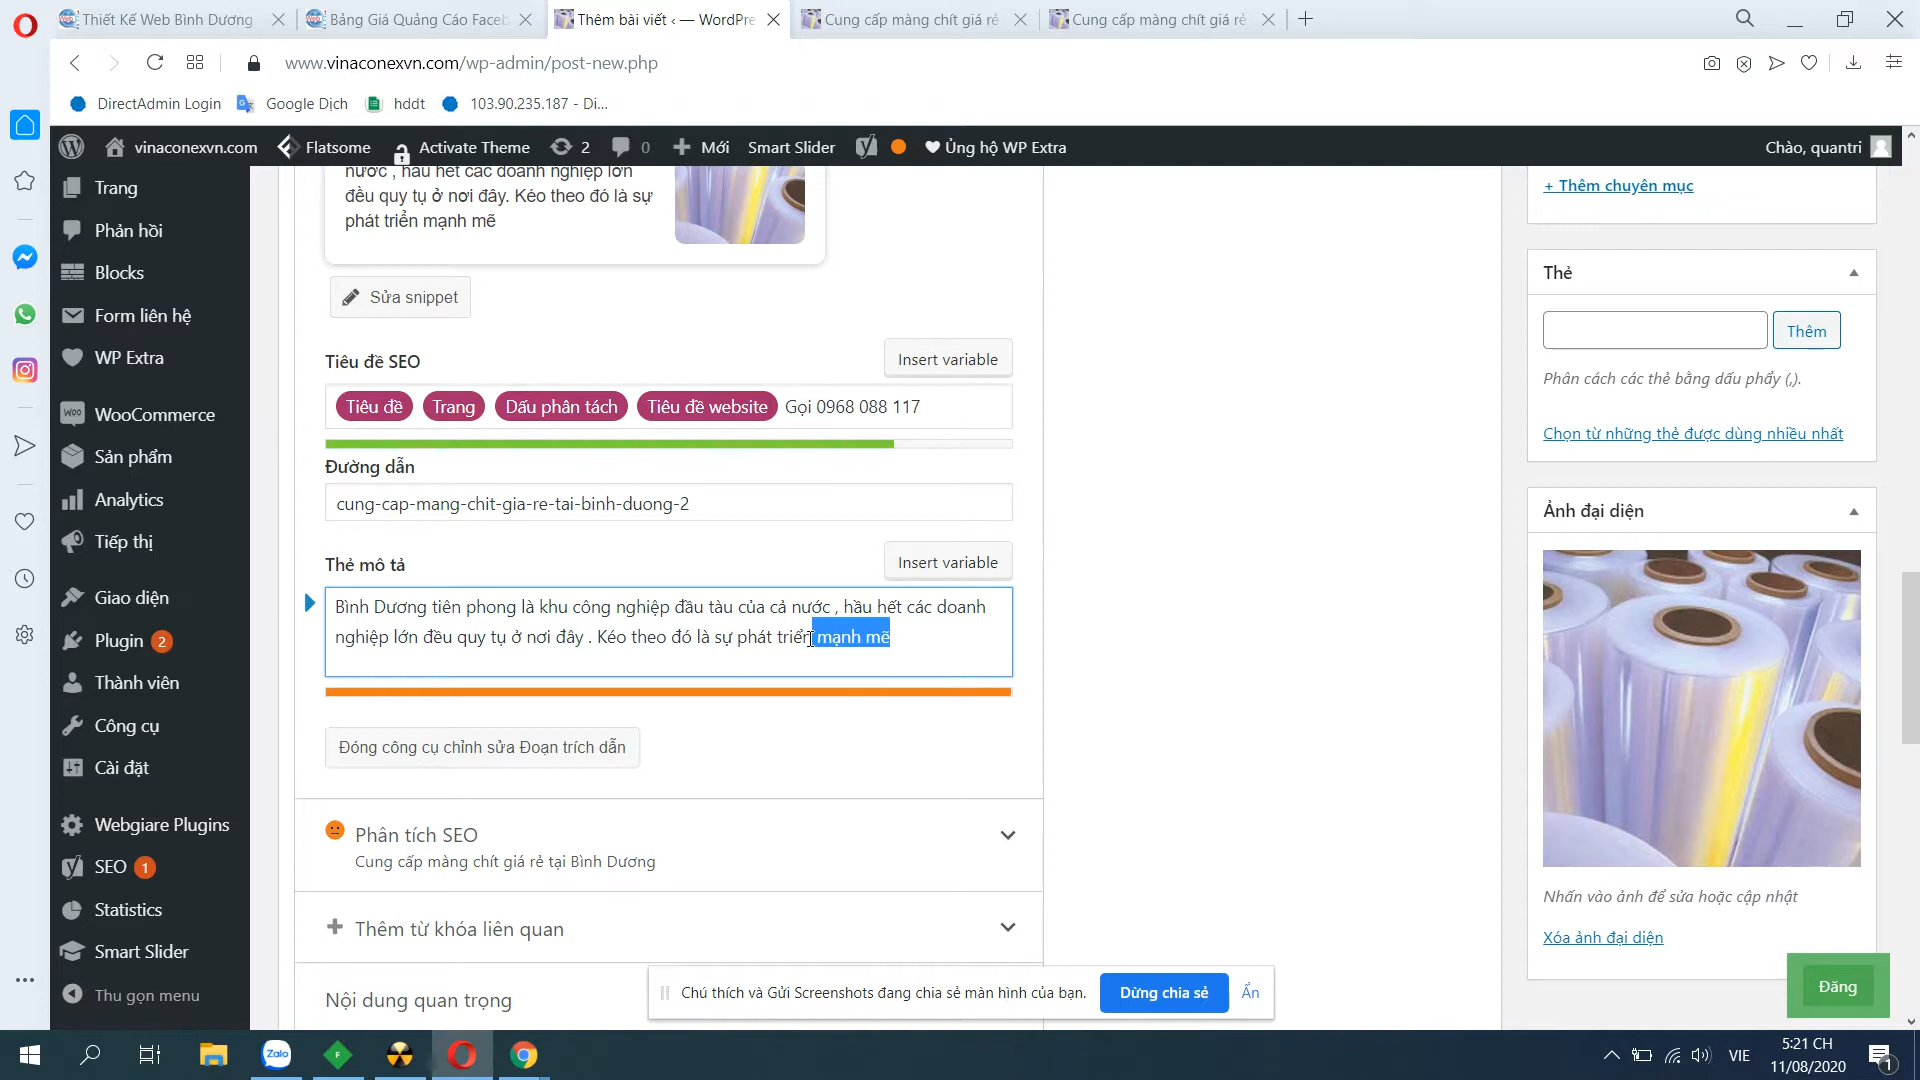 Thiết Kế Web Bình Dương
Bảng Giá Quảng Cáo Faceb
Thêm bài viết ‹ — WordPre
Cung cấp màng chít giá rẻ
Cung cấp màng chít giá rẻ
www.vinaconexvn.com/wp-admin/post-new.php
DirectAdmin Login
Google Dịch
hddt
103.90.235.187 - Di...
vinaconexvn.com
Flatsome
Activate Theme
2
0
Mới
Smart Slider
Ủng hộ WP Extra
Chào, quantri
Trang
Phản hồi
Blocks
Form liên hệ
WP Extra
WooCommerce
Sản phẩm
Analytics
Tiếp thị
Giao diện
Plugin 2
Thành viên
Công cụ
Cài đặt
Webgiare Plugins
SEO 1
Statistics
Smart Slider
Thu gọn menu
nước , hầu hết các doanh nghiệp lớn
đều quy tụ ở nơi đây. Kéo theo đó là sự
phát triển mạnh mẽ
Sửa snippet
Tiêu đề SEO
Insert variable
Tiêu đề Trang Dấu phân tách Tiêu đề website Gọi 0968 088 117
Đường dẫn
cung-cap-mang-chit-gia-re-tai-binh-duong-2
Thẻ mô tả
Insert variable
Bình Dương tiên phong là khu công nghiệp đầu tàu của cả nước , hầu hết các doanh
nghiệp lớn đều quy tụ ở nơi đây . Kéo theo đó là sự phát triển mạnh mẽ
Đóng công cụ chỉnh sửa Đoạn trích dẫn
Phân tích SEO
Cung cấp màng chít giá rẻ tại Bình Dương
Thêm từ khóa liên quan
Nội dung quan trọng
+ Thêm chuyên mục
Thẻ
Thêm
Phân cách các thẻ bằng dấu phẩy (,).
Chọn từ những thẻ được dùng nhiều nhất
Ảnh đại diện
Nhấn vào ảnh để sửa hoặc cập nhật
Xóa ảnh đại diện
Đăng
Chú thích và Gửi Screenshots đang chia sẻ màn hình của bạn.
Dừng chia sẻ
Ẩn
Zalo
VIE
5:21 CH
11/08/2020
1